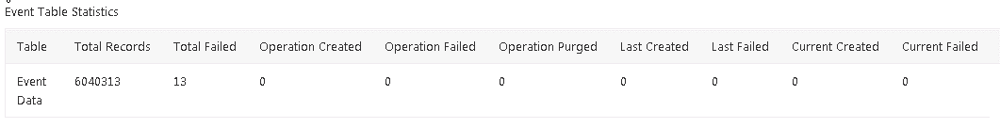 Event Table Statistics
Table Total Records Total Failed Operation Created Operation Failed Operation Purged Last Created Last Failed Current Created Current Failed
Event 6040313 13 0 0 0 0 0 0 0
Data